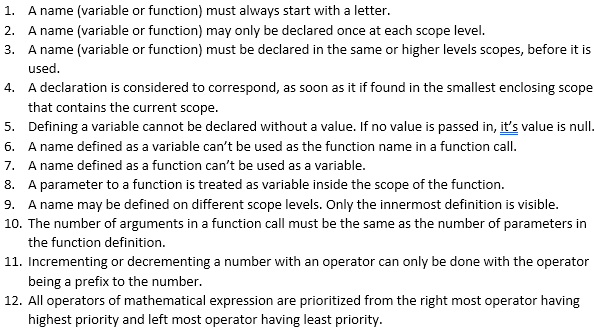 1. A name (variable or function) must always start with a letter.
2. A name (variable or function) may only be declared once at each scope level.
3. A name (variable or function) must be declared in the same or higher levels scopes, before it is
used.
4. A declaration is considered to correspond, as soon as it if found in the smallest enclosing scope
that contains the current scope.
5. Defining a variable cannot be declared without a value. If no value is passed in, it's value is null.
6. A name defined as a variable can't be used as the function name in a function call.
7. A name defined as a function can't be used as a variable.
8. A parameter to a function is treated as variable inside the scope of the function.
9. A name may be defined on different scope levels. Only the innermost definition is visible.
10. The number of arguments in a function call must be the same as the number of parameters in
the function definition.
11. Incrementing or decrementing a number with an operator can only be done with the operator
being a prefix to the number.
12. All operators of mathematical expression are prioritized from the right most operator having
highest priority and left most operator having least priority.